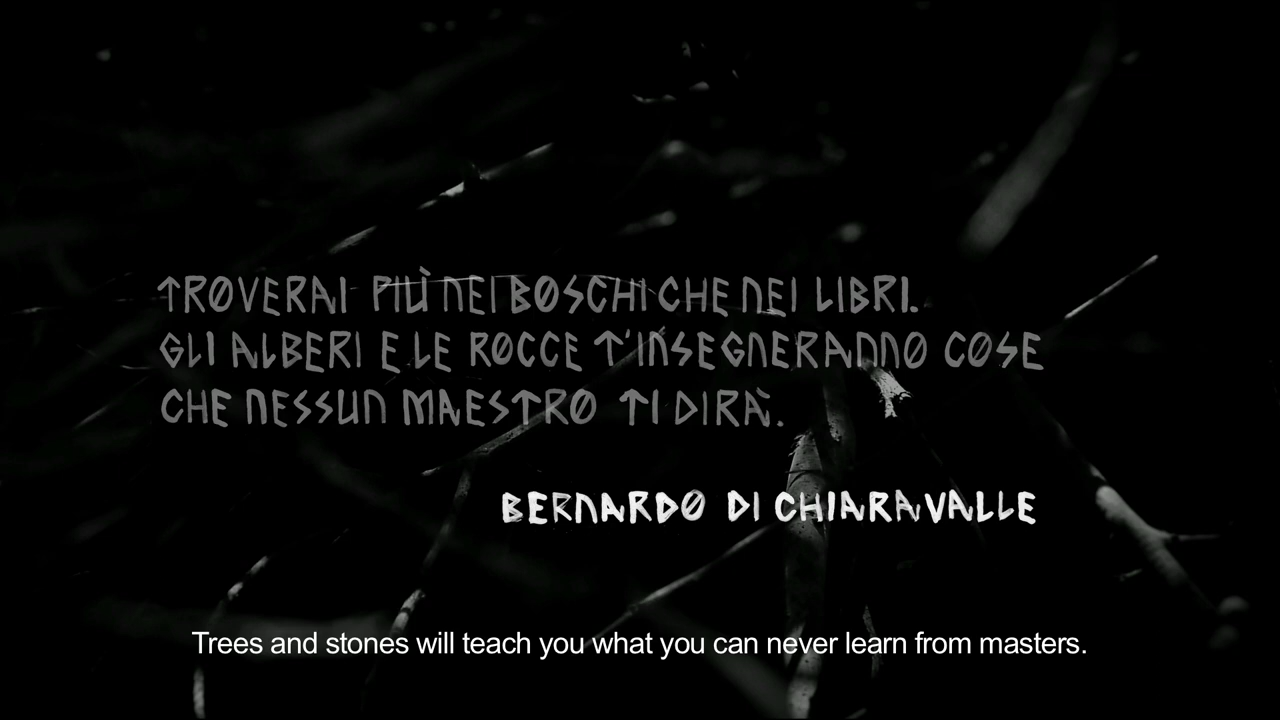 TROVERAI PIÙ NEI BOSCHI CHE NEI LIBRI.
GLI ALBERI E LE ROCCE T'INSEGNERANNO COSE
CHE NESSUN MAESTRO TI DIRÀ.
BERNARDO DI CHIARAVALLE
Trees and stones will teach you what you can never learn from masters.